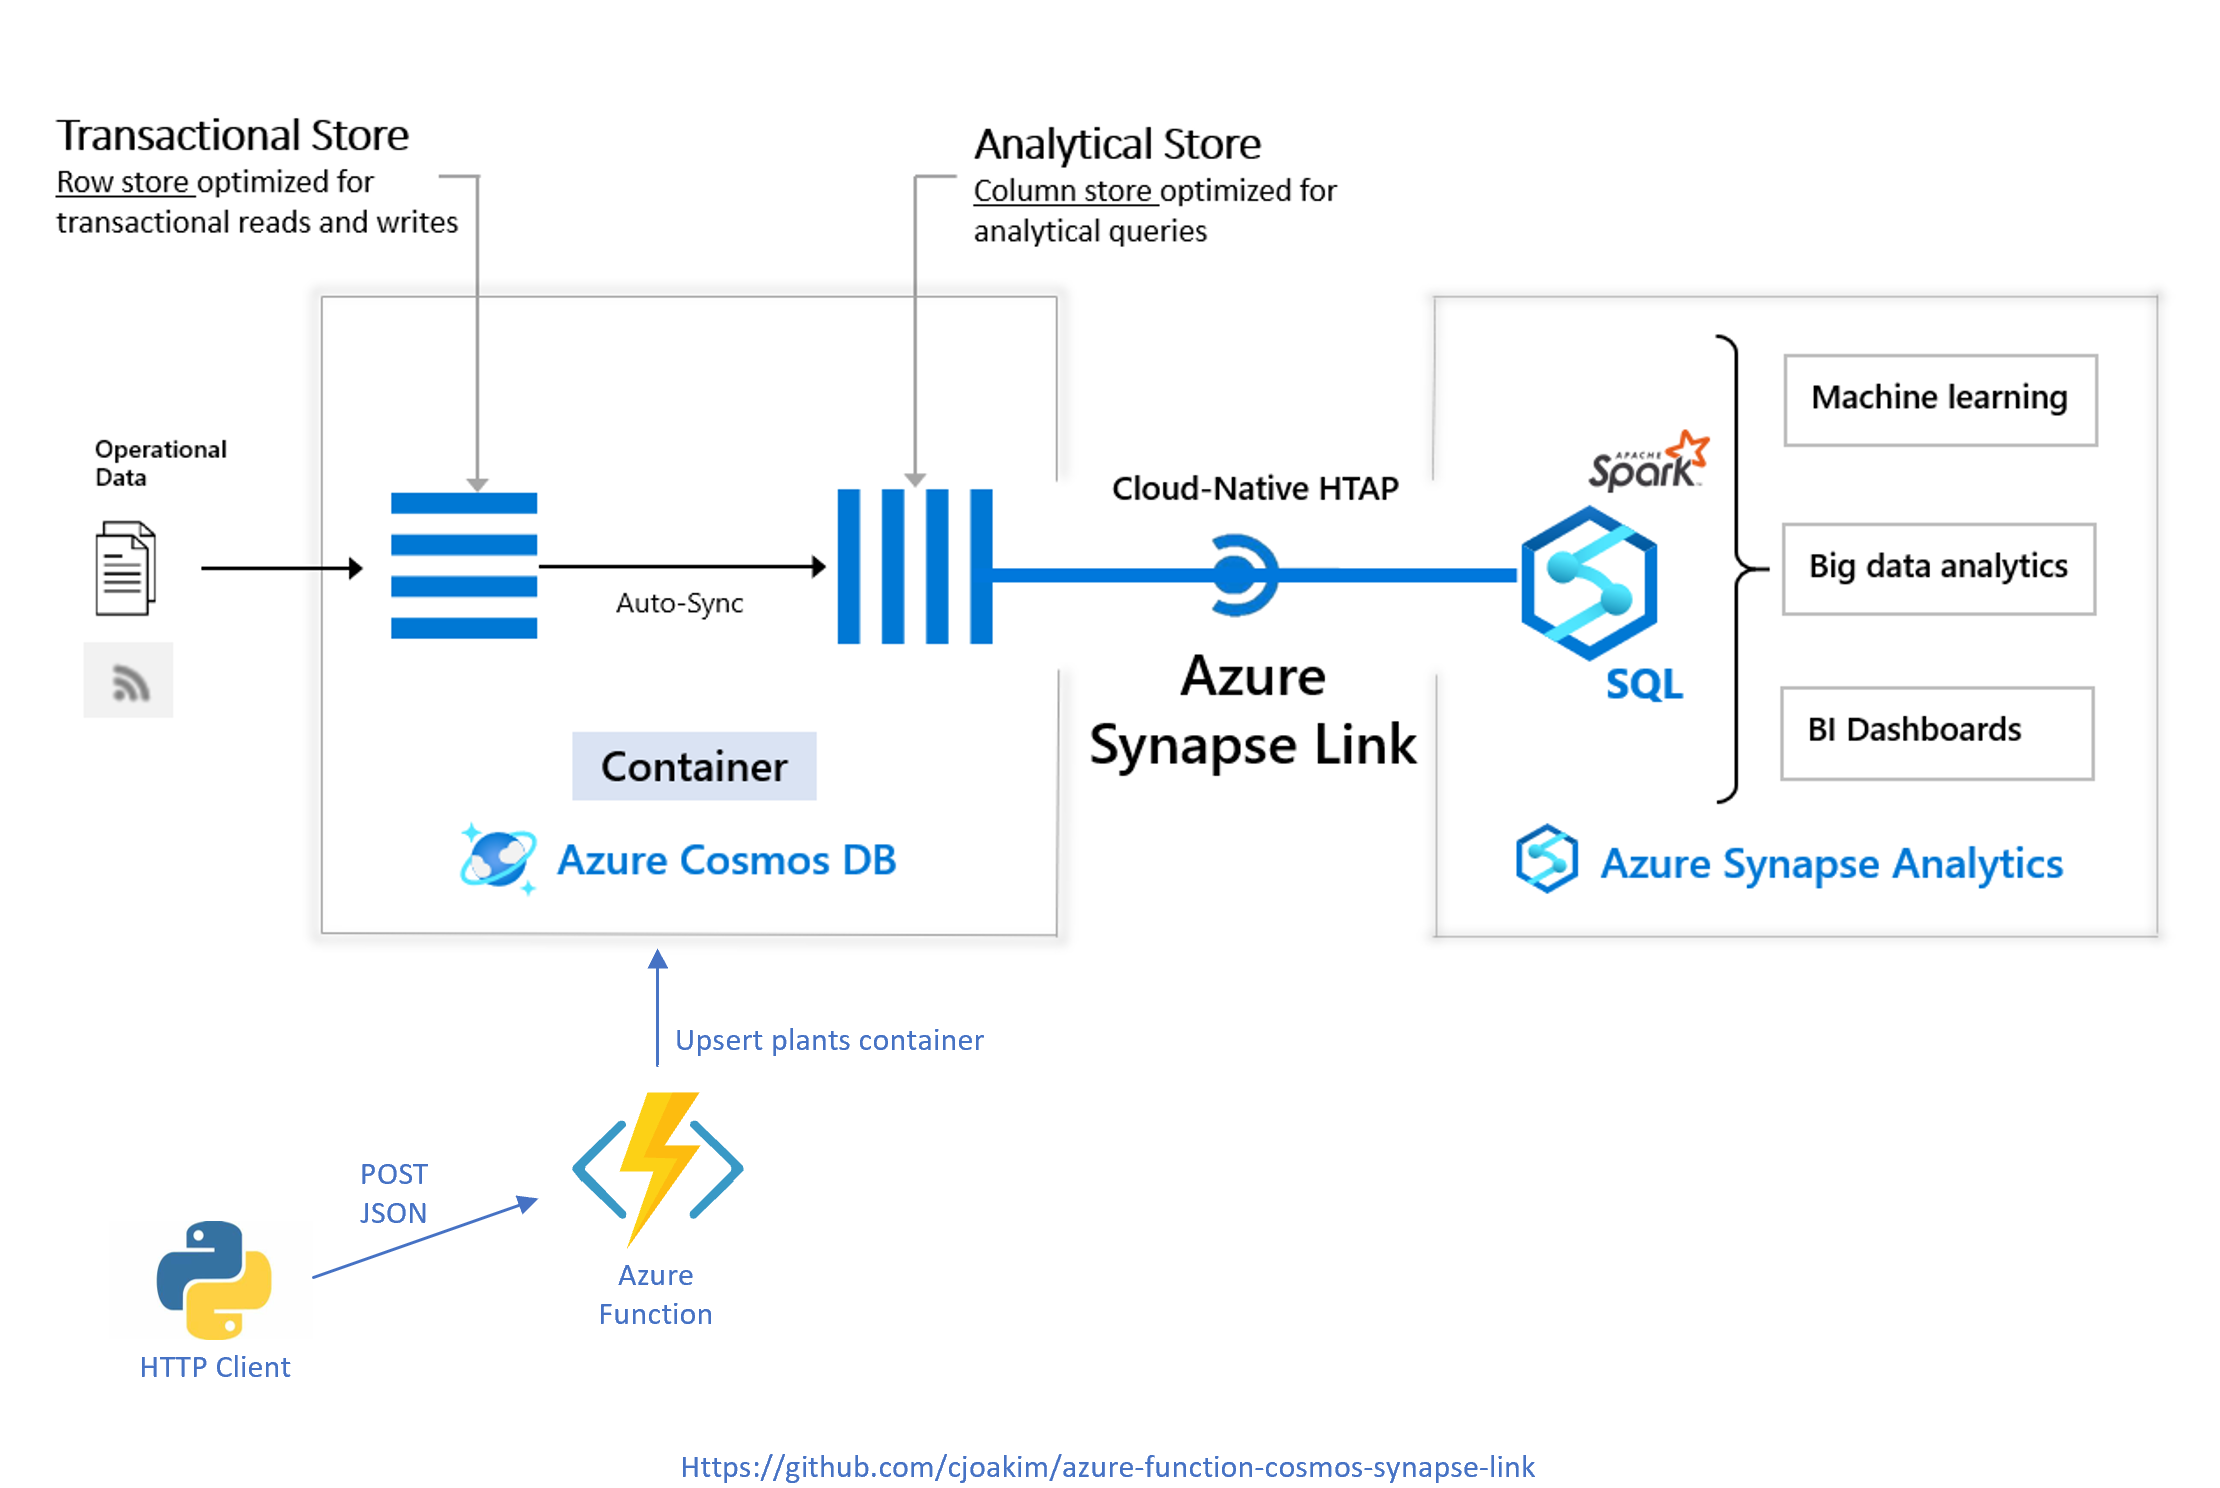 Transactional Store
Row store optimized for
transactional reads and writes
Analytical Store
Column store optimized for
analytical queries
Operational
Data
Auto-Sync
Container
Azure Cosmos DB
Cloud-Native HTAP
Azure
Synapse Link
APACHE
Spark™
SQL
Machine learning
Big data analytics
BI Dashboards
Azure Synapse Analytics
Upsert plants container
POST
JSON
Azure
Function
HTTP Client
Https://github.com/cjoakim/azure-function-cosmos-synapse-link